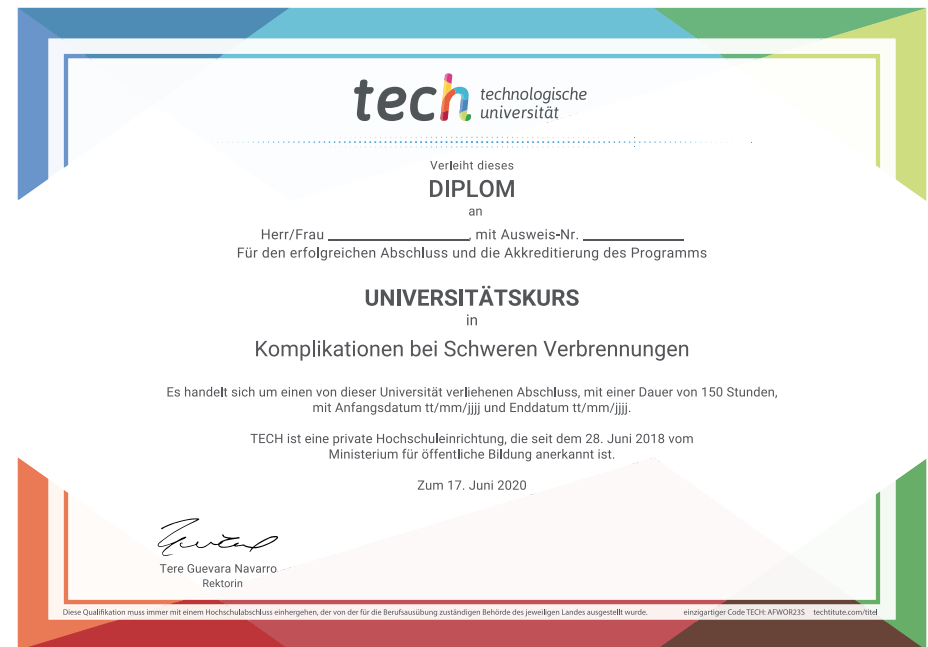 tech technologische
universität
Verleiht dieses
DIPLOM
an
Herr/Frau ________________, mit Ausweis-Nr. ____________
Für den erfolgreichen Abschluss und die Akkreditierung des Programms
UNIVERSITÄTSKURS
in
Komplikationen bei Schweren Verbrennungen
Es handelt sich um einen von dieser Universität verliehenen Abschluss, mit einer Dauer von 150 Stunden,
mit Anfangsdatum tt/mm/jjjj und Enddatum tt/mm/jjjj.
TECH ist eine private Hochschuleinrichtung, die seit dem 28. Juni 2018 vom
Ministerium für öffentliche Bildung anerkannt ist.
Zum 17. Juni 2020
Tere Guevara Navarro
Rektorin
Diese Qualifikation muss immer mit einem Hochschulabschluss einhergehen, der von der für die Berufsausübung zuständigen Behörde des jeweiligen Landes ausgestellt wurde. einzigartiger Code TECH: AFWOR23S techtitute.com/titel